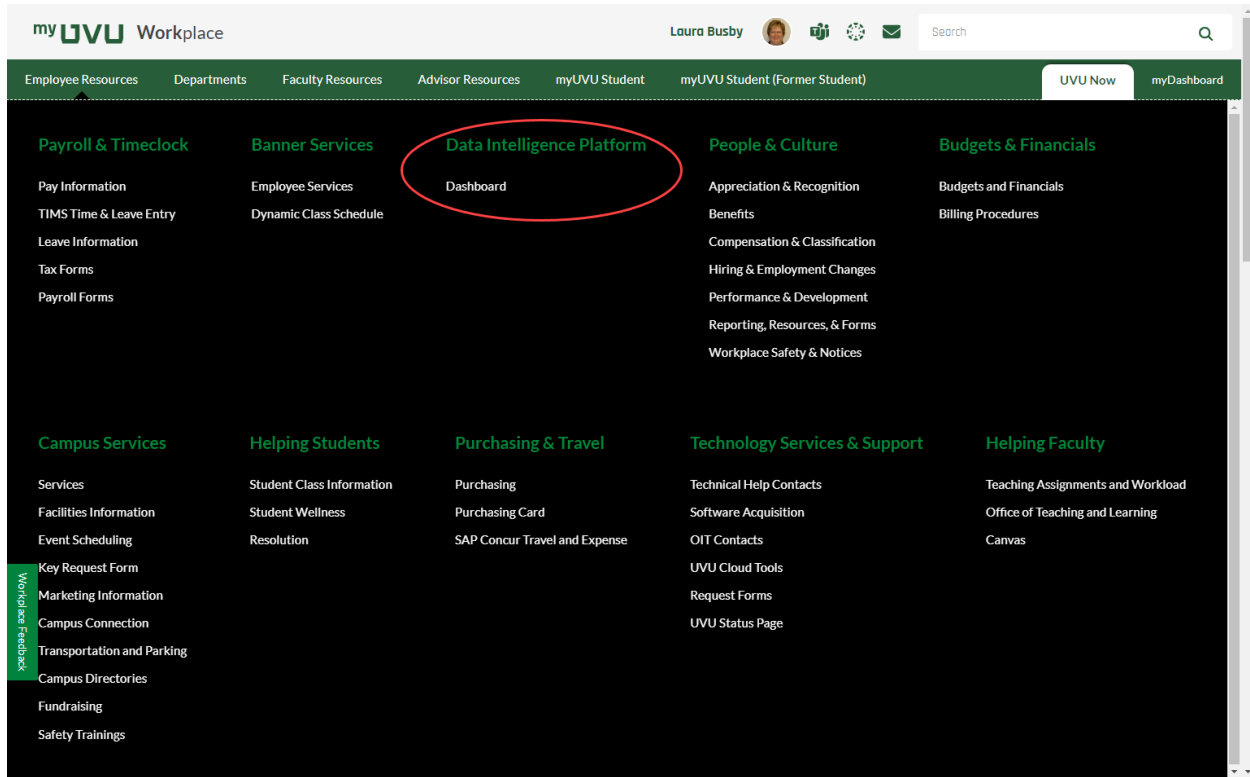 my UVU Workplace
Laura Busby
Search
Employee Resources Departments Faculty Resources Advisor Resources myUVU Student myUVU Student (Former Student) UVU Now myDashboard
Payroll & Timeclock
Pay Information
TIMS Time & Leave Entry
Leave Information
Tax Forms
Payroll Forms
Banner Services
Employee Services
Dynamic Class Schedule
Data Intelligence Platform
Dashboard
People & Culture
Appreciation & Recognition
Benefits
Compensation & Classification
Hiring & Employment Changes
Performance & Development
Reporting, Resources, & Forms
Workplace Safety & Notices
Budgets & Financials
Budgets and Financials
Billing Procedures
Campus Services
Services
Facilities Information
Event Scheduling
Key Request Form
Marketing Information
Campus Connection
Transportation and Parking
Campus Directories
Fundraising
Safety Trainings
Helping Students
Student Class Information
Student Wellness
Resolution
Purchasing & Travel
Purchasing
Purchasing Card
SAP Concur Travel and Expense
Technology Services & Support
Technical Help Contacts
Software Acquisition
OIT Contacts
UVU Cloud Tools
Request Forms
UVU Status Page
Helping Faculty
Teaching Assignments and Workload
Office of Teaching and Learning
Canvas
Workplace Feedback